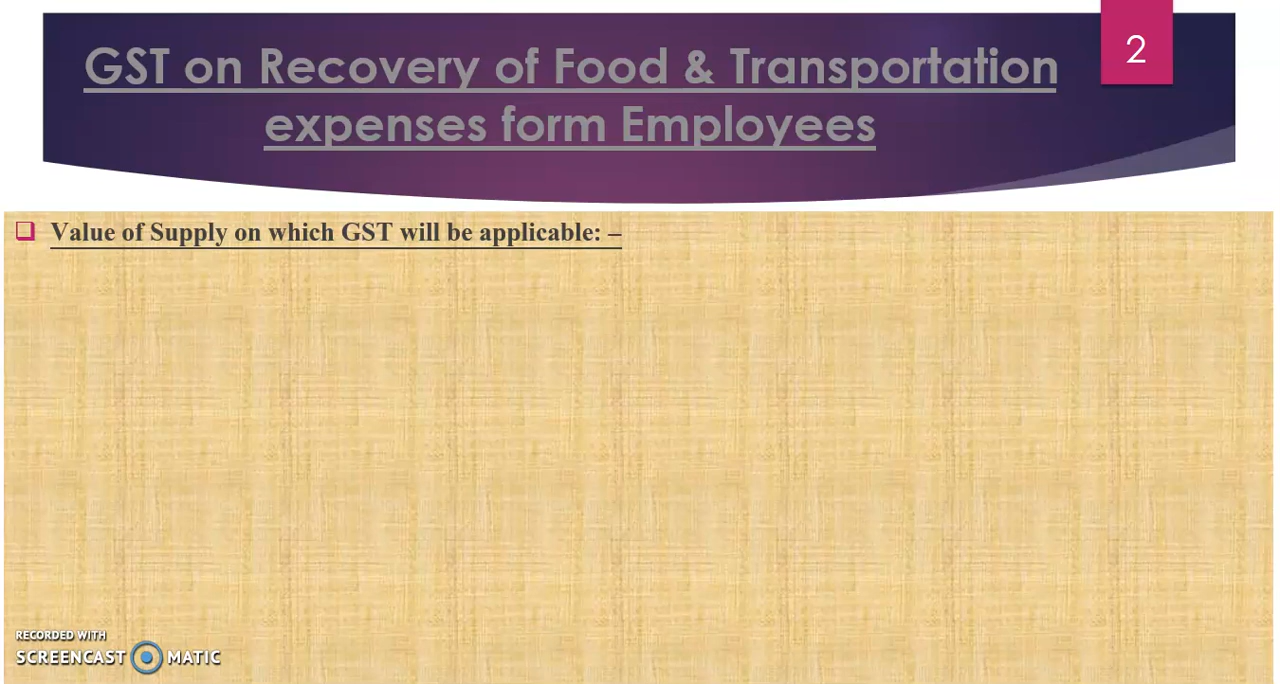 2
GST on Recovery of Food & Transportation
expenses form Employees
❑ Value of Supply on which GST will be applicable: –
RECORDED WITH
SCREENCAST MATIC